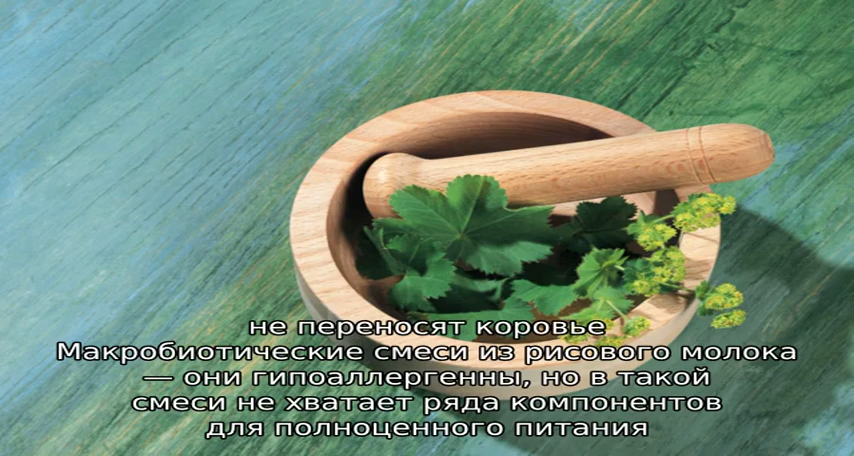 не переносят коровье
Макробиотические смеси из рисового молока
— они гипоаллергенны, но в такой
смеси не хватает ряда компонентов
для полноценного питания